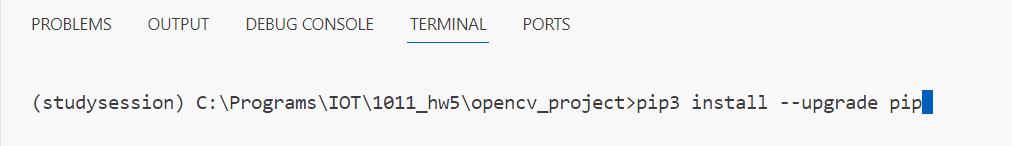 PROBLEMS OUTPUT DEBUG CONSOLE TERMINAL PORTS
(studysession) C:\Programs\IOT\1011_hw5\opencv_project>pip3 install --upgrade pip